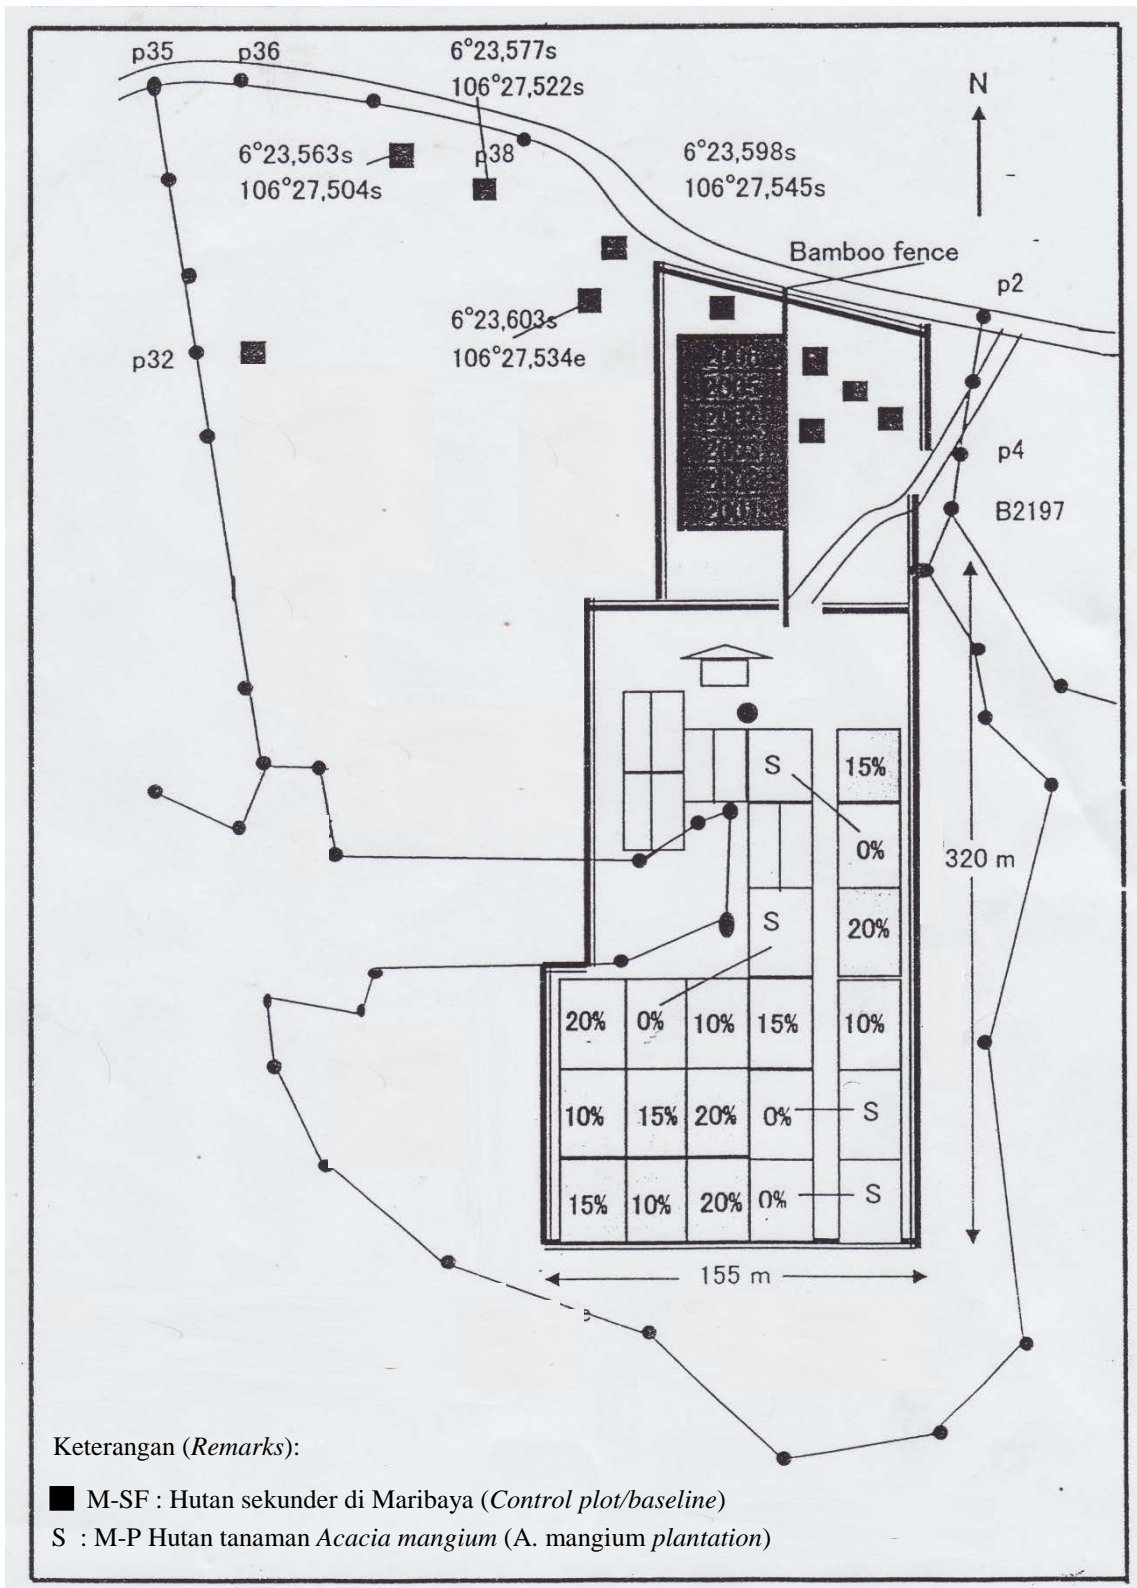 p35
p36
6°23,577s
106°27,522s
N
6°23,563s
106°27,504s
p38
6°23,598s
106°27,545s
Bamboo fence
p2
6°23,603s
106°27,534e
p32
2006
2005
2001
p4
B2197
S
15%
0%
320 m
S
20%
20%
0%
10%
15%
10%
10%
15%
20%
0%
S
15%
10%
20%
0%
S
155 m
Keterangan (Remarks):
M-SF : Hutan sekunder di Maribaya (Control plot/baseline)
S : M-P Hutan tanaman Acacia mangium (A. mangium plantation)